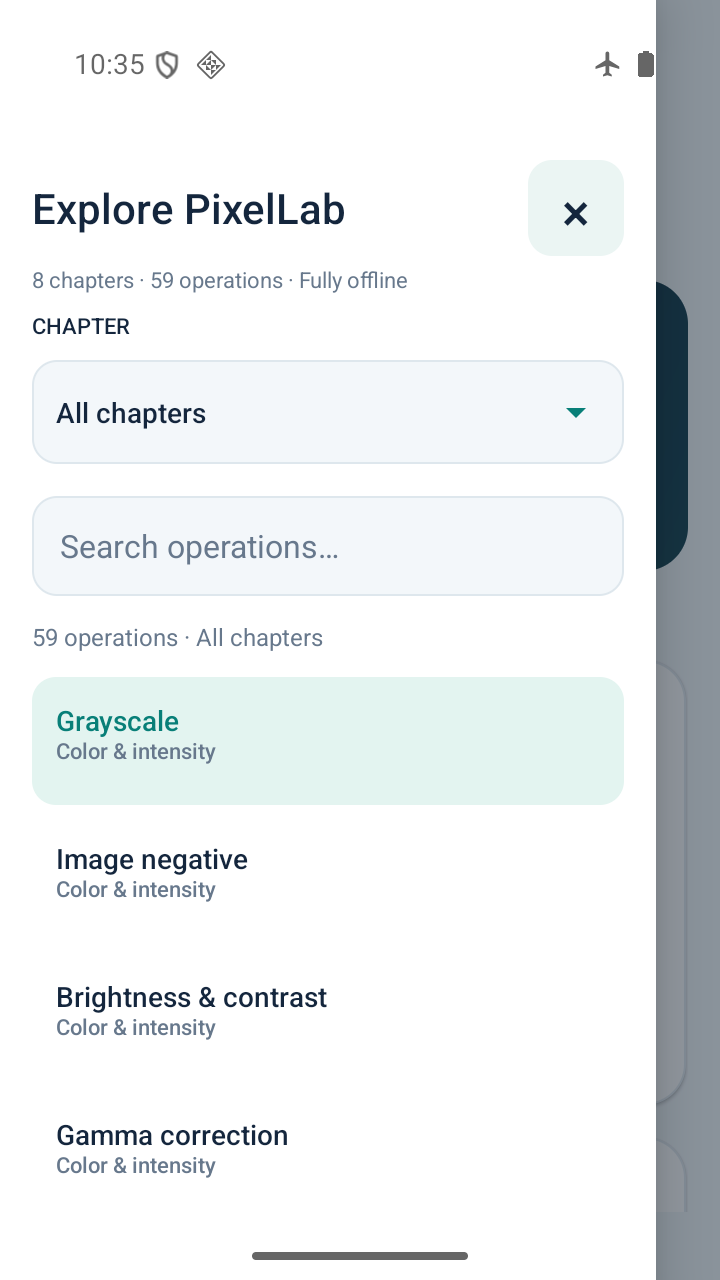 10:35
Explore PixelLab
8 chapters · 59 operations · Fully offline
CHAPTER
All chapters
Search operations…
59 operations · All chapters
Grayscale
Color & intensity
Image negative
Color & intensity
Brightness & contrast
Color & intensity
Gamma correction
Color & intensity